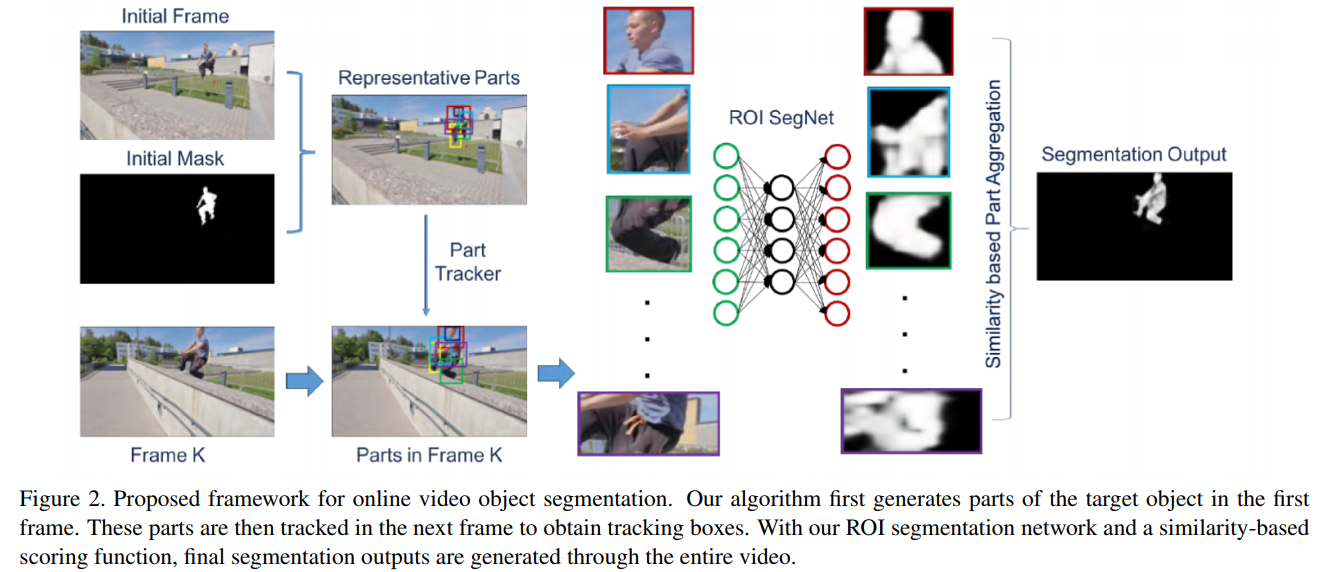 Initial Frame
Representative Parts
Initial Mask
Part
Tracker
Frame K
Parts in Frame K
ROI SegNet
Similarity based Part Aggregation
Segmentation Output
Figure 2. Proposed framework for online video object segmentation. Our algorithm first generates parts of the target object in the first
frame. These parts are then tracked in the next frame to obtain tracking boxes. With our ROI segmentation network and a similarity-based
scoring function, final segmentation outputs are generated through the entire video.